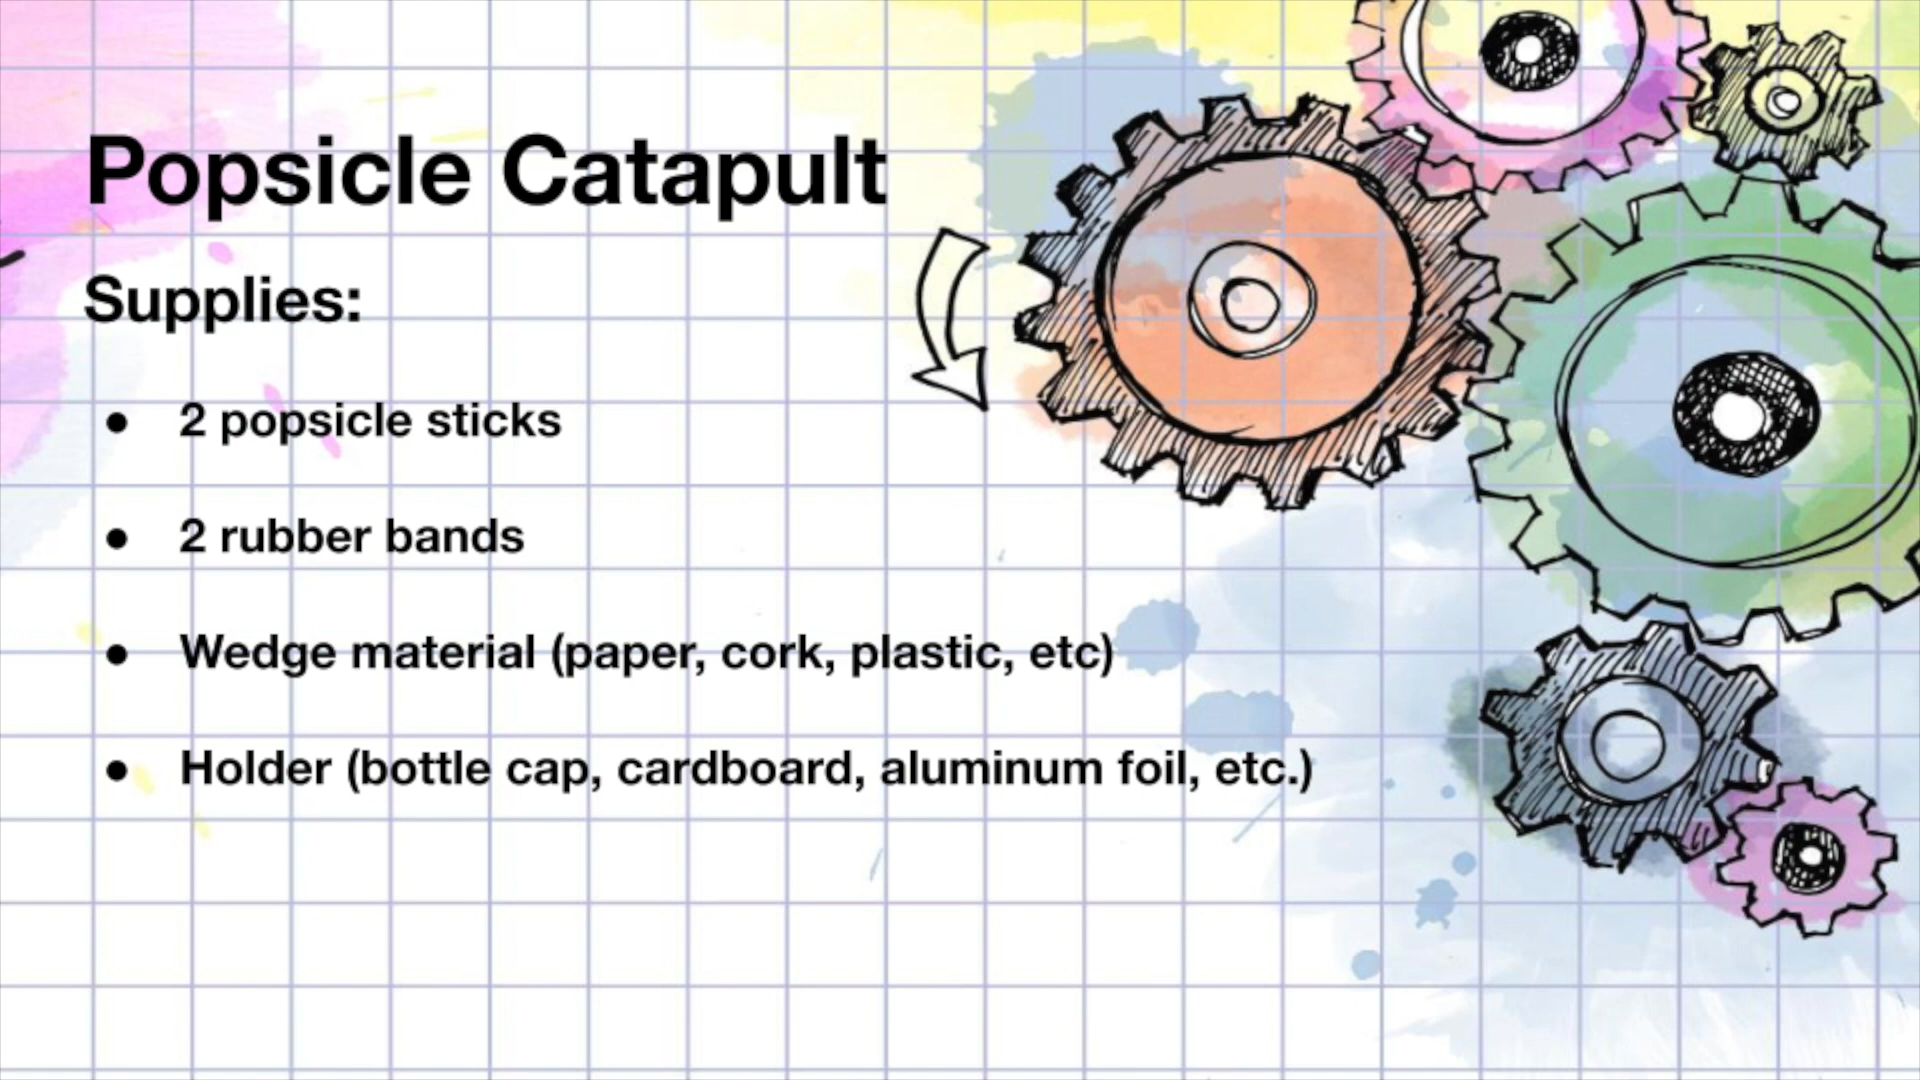 Popsicle Catapult
Supplies:
● 2 popsicle sticks
● 2 rubber bands
● Wedge material (paper, cork, plastic, etc)
● Holder (bottle cap, cardboard, aluminum foil, etc.)